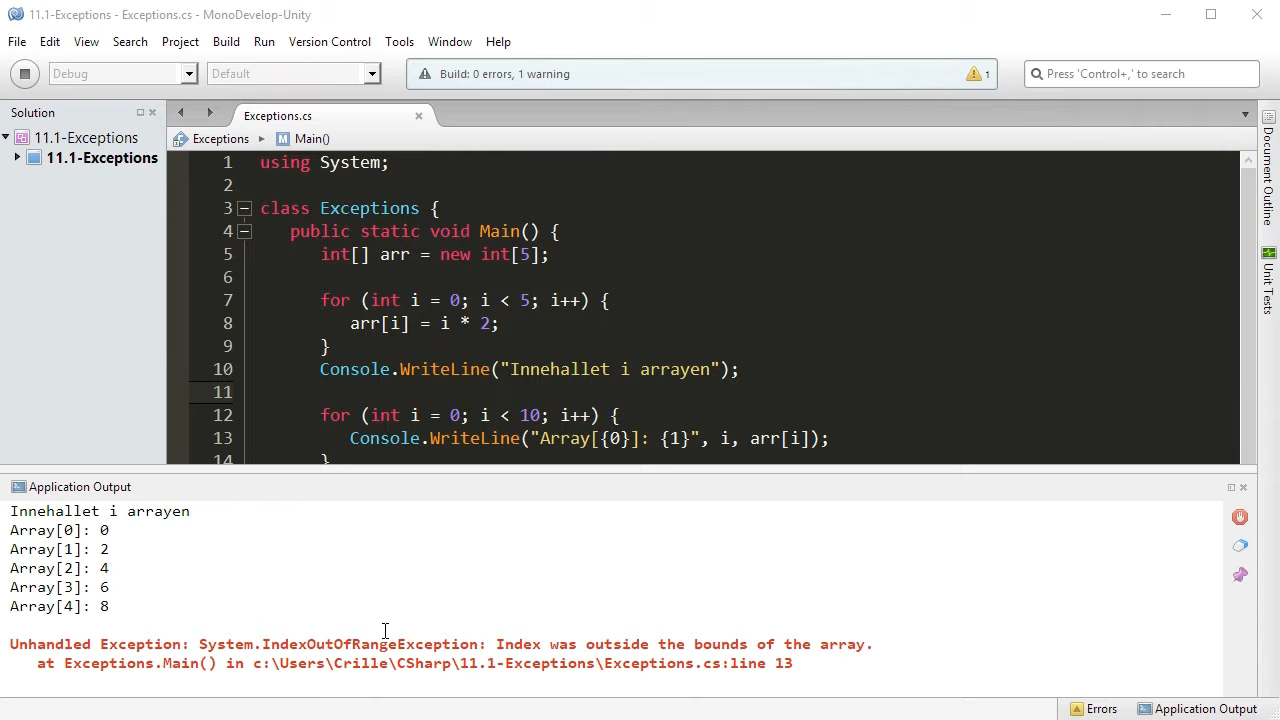 11.1-Exceptions - Exceptions.cs - MonoDevelop-Unity
File Edit View Search Project Build Run Version Control Tools Window Help
Debug Default Build: 0 errors, 1 warning 1 Press 'Control+,' to search
Solution
11.1-Exceptions
11.1-Exceptions
Exceptions.cs
Exceptions Main()
1 using System;
2
3 class Exceptions {
4 public static void Main() {
5 int[] arr = new int[5];
6
7 for (int i = 0; i < 5; i++) {
8 arr[i] = i * 2;
9 }
10 Console.WriteLine("Innehallet i arrayen");
11
12 for (int i = 0; i < 10; i++) {
13 Console.WriteLine("Array[{0}]: {1}", i, arr[i]);
14 }
Document Outline
Unit Tests
Application Output
Innehallet i arrayen
Array[0]: 0
Array[1]: 2
Array[2]: 4
Array[3]: 6
Array[4]: 8
Unhandled Exception: System.IndexOutOfRangeException: Index was outside the bounds of the array.
at Exceptions.Main() in c:\Users\Crille\CSharp\11.1-Exceptions\Exceptions.cs:line 13
Errors Application Output